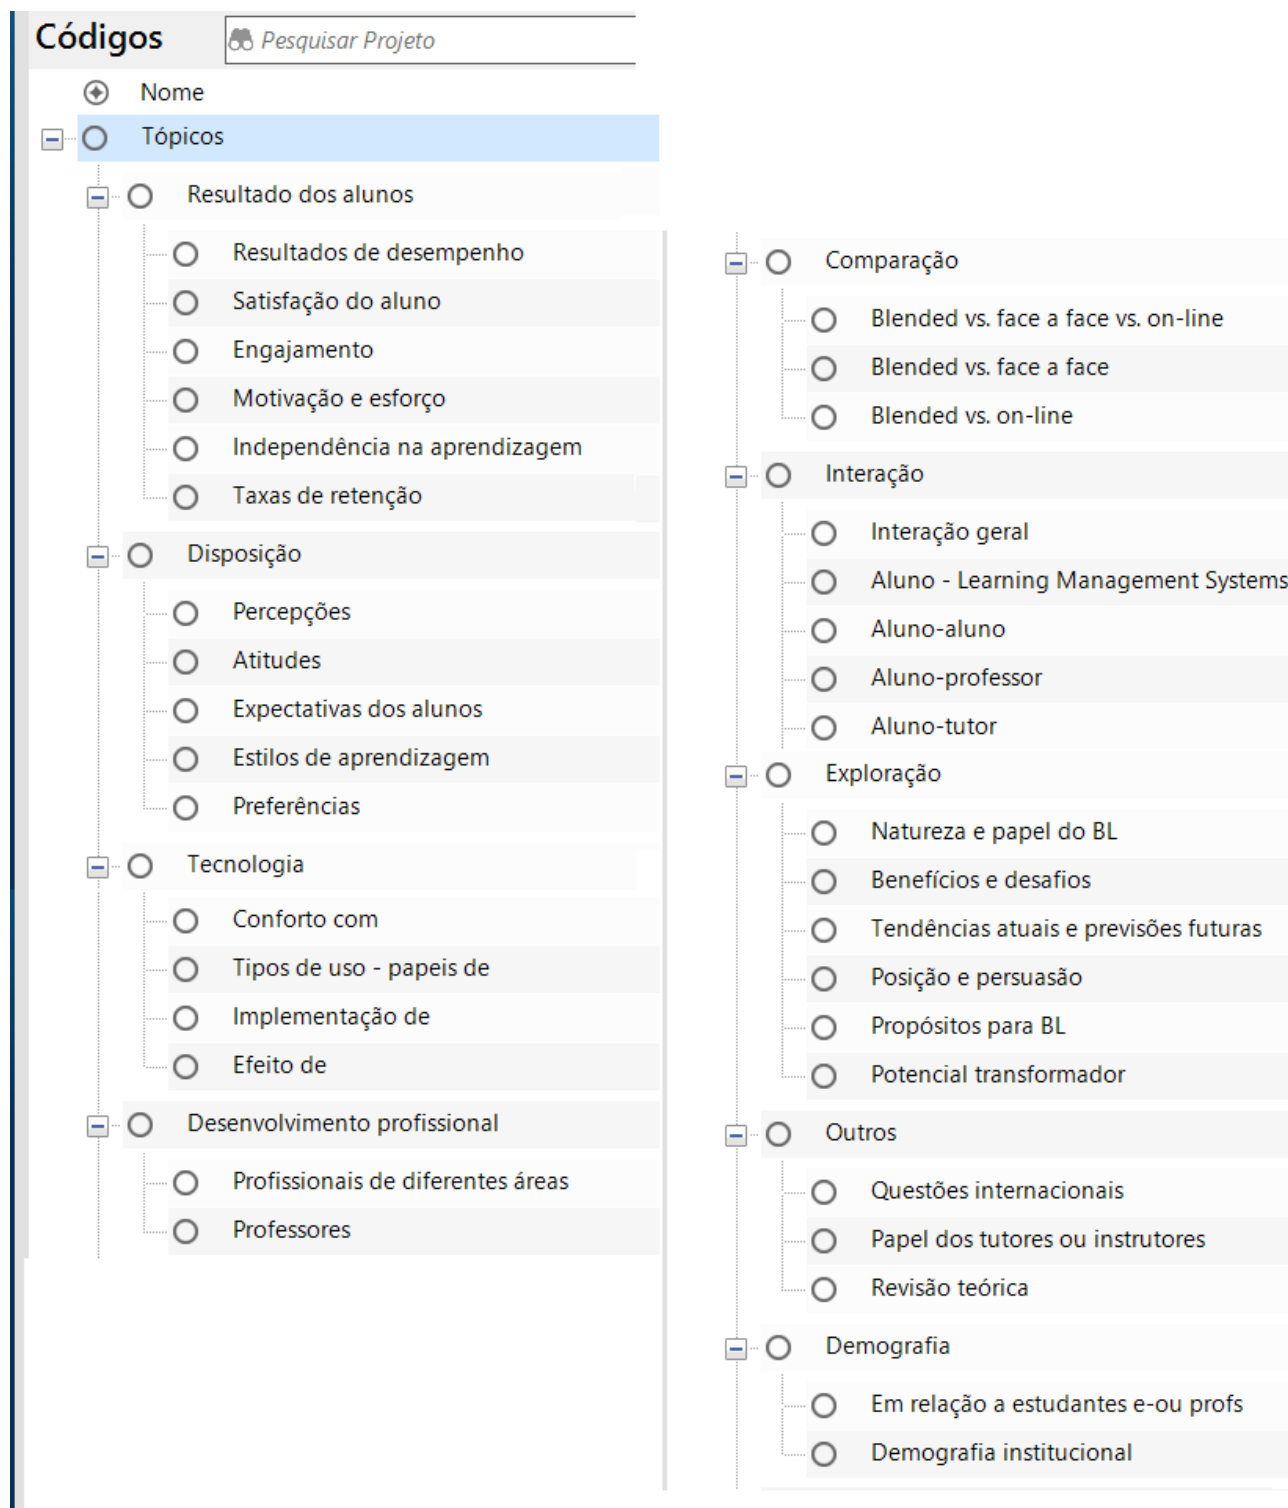 Códigos
Pesquisar Projeto
Nome
Tópicos
Resultado dos alunos
Resultados de desempenho
Satisfação do aluno
Engajamento
Motivação e esforço
Independência na aprendizagem
Taxas de retenção
Disposição
Percepções
Atitudes
Expectativas dos alunos
Estilos de aprendizagem
Preferências
Tecnologia
Conforto com
Tipos de uso - papeis de
Implementação de
Efeito de
Desenvolvimento profissional
Profissionais de diferentes áreas
Professores
Comparação
Blended vs. face a face vs. on-line
Blended vs. face a face
Blended vs. on-line
Interação
Interação geral
Aluno - Learning Management Systems
Aluno-aluno
Aluno-professor
Aluno-tutor
Exploração
Natureza e papel do BL
Benefícios e desafios
Tendências atuais e previsões futuras
Posição e persuasão
Propósitos para BL
Potencial transformador
Outros
Questões internacionais
Papel dos tutores ou instrutores
Revisão teórica
Demografia
Em relação a estudantes e-ou profs
Demografia institucional